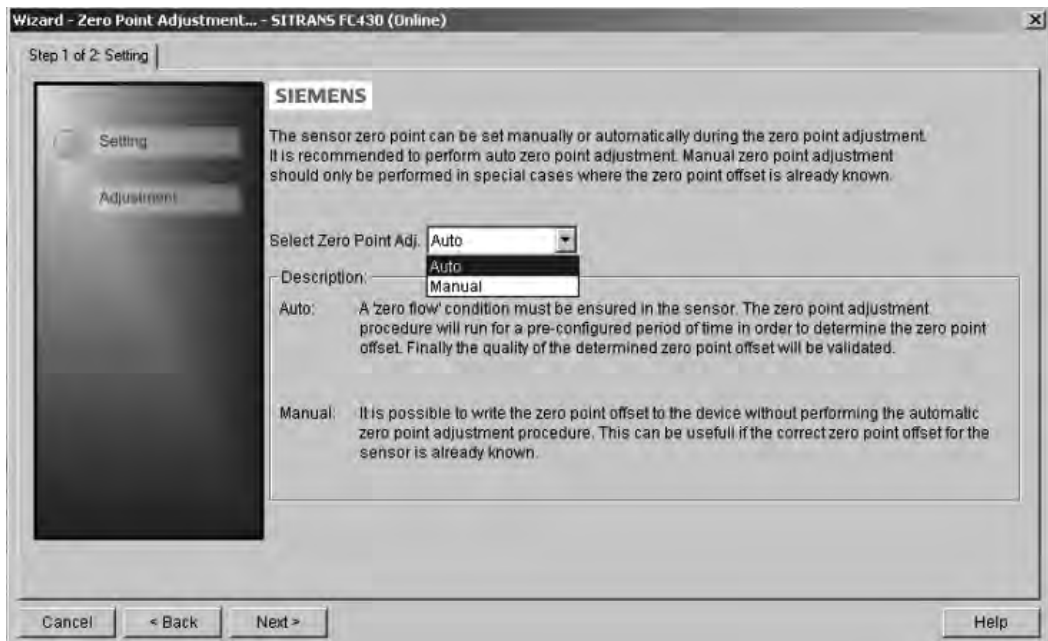 Wizard - Zero Point Adjustment... - SITRANS FC430 (Online)
Step 1 of 2: Setting
SIEMENS
Setting
Adjustment
The sensor zero point can be set manually or automatically during the zero point adjustment.
It is recommended to perform auto zero point adjustment. Manual zero point adjustment
should only be performed in special cases where the zero point offset is already known.
Select Zero Point Adj. Auto
Auto
Manual
Description:
Auto: A 'zero flow' condition must be ensured in the sensor. The zero point adjustment
procedure will run for a pre-configured period of time in order to determine the zero point
offset. Finally the quality of the determined zero point offset will be validated.
Manual: It is possible to write the zero point offset to the device without performing the automatic
zero point adjustment procedure. This can be usefull if the correct zero point offset for the
sensor is already known.
Cancel < Back Next > Help